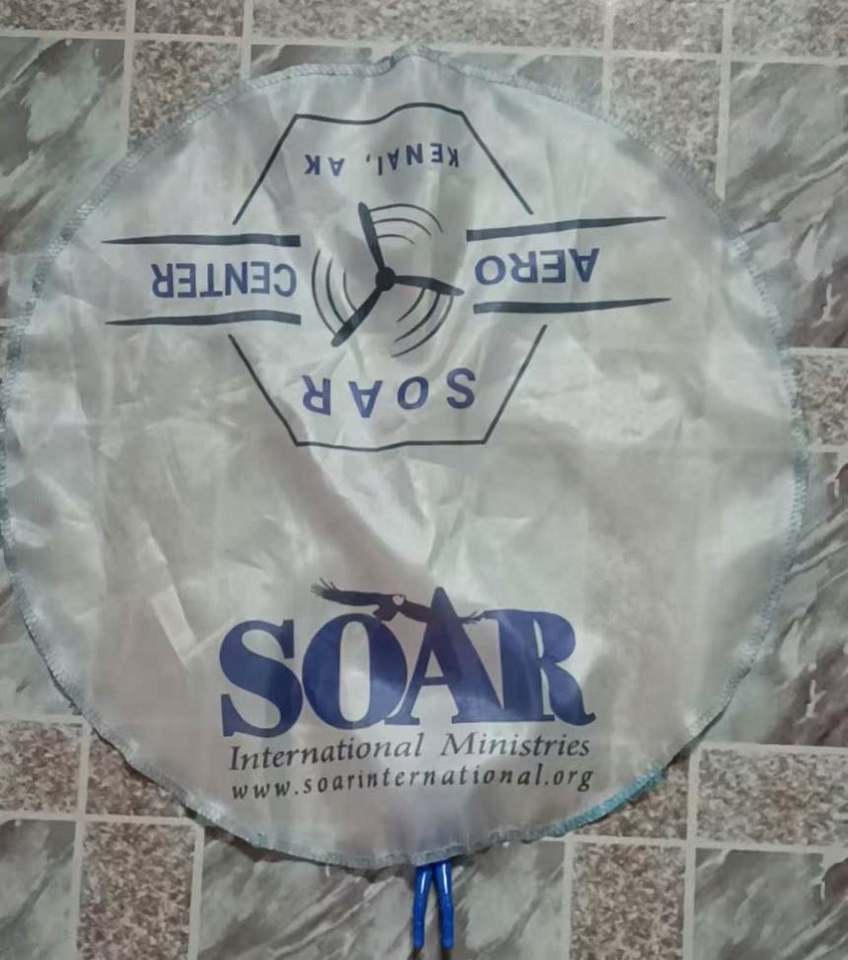 SOAR
AERO CENTER
KENAI, AK
SOAR
International Ministries
www.soarinternational.org